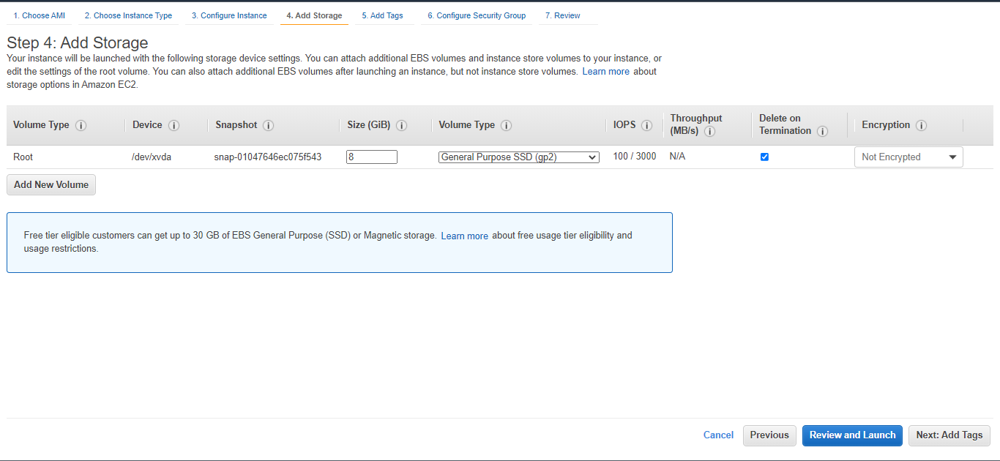 1. Choose AMI 2. Choose Instance Type 3. Configure Instance 4. Add Storage 5. Add Tags 6. Configure Security Group 7. Review
Step 4: Add Storage
Your instance will be launched with the following storage device settings. You can attach additional EBS volumes and instance store volumes to your instance, or
edit the settings of the root volume. You can also attach additional EBS volumes after launching an instance, but not instance store volumes. Learn more about
storage options in Amazon EC2.
Volume Type i Device i Snapshot i Size (GiB) i Volume Type i IOPS i Throughput (MB/s) i Delete on Termination i Encryption i
Root /dev/xvda snap-01047646ec075f543 8 General Purpose SSD (gp2) 100 / 3000 N/A Not Encrypted
Add New Volume
Free tier eligible customers can get up to 30 GB of EBS General Purpose (SSD) or Magnetic storage. Learn more about free usage tier eligibility and
usage restrictions.
Cancel Previous Review and Launch Next: Add Tags